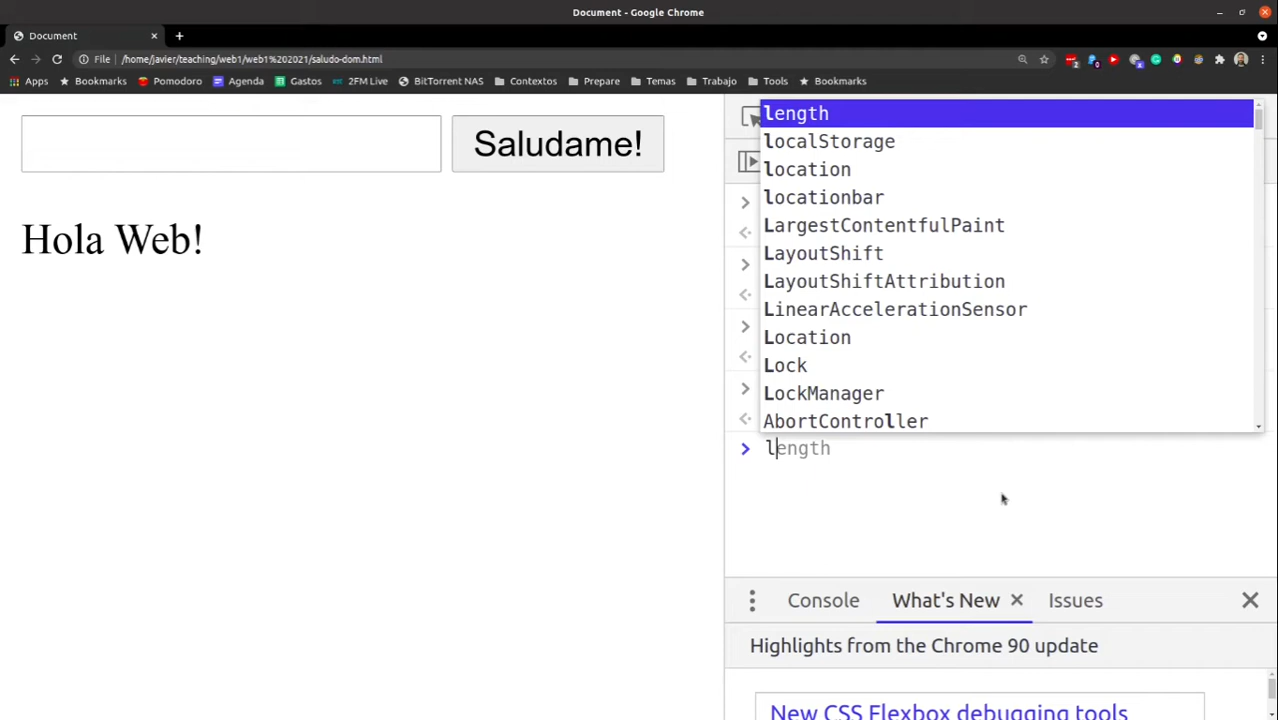 Document - Google Chrome
Document
File /home/javier/teaching/web1/web1%202021/saludo-dom.html
Apps Bookmarks Pomodoro Agenda Gastos 2FM Live BitTorrent NAS Contextos Prepare Temas Trabajo Tools Bookmarks
Saludame!
Hola Web!
length
localStorage
location
locationbar
LargestContentfulPaint
LayoutShift
LayoutShiftAttribution
LinearAccelerationSensor
Location
Lock
LockManager
AbortController
length
Console What's New Issues
Highlights from the Chrome 90 update
New CSS Flexbox debugging tools